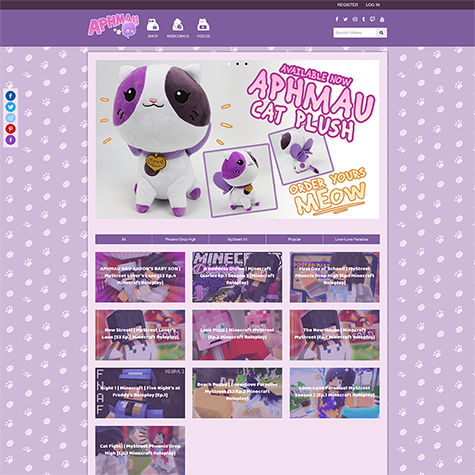 REGISTER LOG IN
APHMAU
SHOP WEBCOMICS VIDEOS
Search Videos
AVAILABLE NOW
APHMAU
CAT PLUSH
ORDER YOURS
MEOW
All Phoenix Drop High MyStreet S1 Popular Love~Love Paradise
APHMAU AND AARON'S BABY SON |
MyStreet Lover's Lane [S3 Ep.4
Minecraft Roleplay]
A Goddess Divine | Minecraft
Diaries [S1 Season 2 Minecraft
Roleplay]
First Day of School! | MyStreet
Phoenix Drop High [Ep.1 Minecraft
Roleplay]
New Street! | MyStreet Lover's
Lane [S3 Ep.1 Minecraft Roleplay]
Love Pizza | Minecraft MyStreet
[Ep.2 Minecraft Roleplay]
The New House | Minecraft
MyStreet [Ep.1 Minecraft Roleplay]
Night 1 | Minecraft | Five Night's at
Freddy's Roleplay [Ep.1]
Beach Puppy | Love~Love Paradise
MyStreet [S2 Ep.2 Minecraft
Roleplay]
Love~Love Paradise! MyStreet
Season 2 [Ep.1 Minecraft Roleplay]
Cat Fight! | MyStreet Phoenix Drop
High [Ep.2 Minecraft Roleplay]